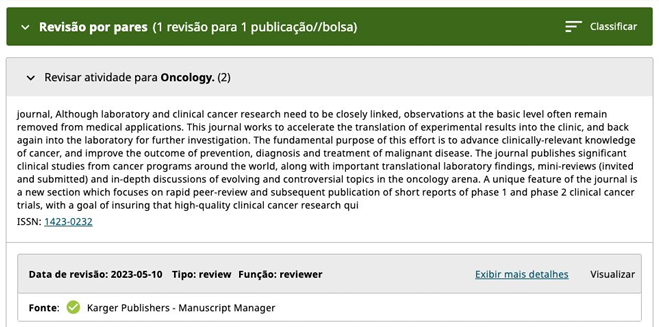 Revisão por pares (1 revisão para 1 publicação//bolsa)
Classificar
Revisar atividade para Oncology. (2)
journal, Although laboratory and clinical cancer research need to be closely linked, observations at the basic level often remain
removed from medical applications. This journal works to accelerate the translation of experimental results into the clinic, and back
again into the laboratory for further investigation. The fundamental purpose of this effort is to advance clinically-relevant knowledge
of cancer, and improve the outcome of prevention, diagnosis and treatment of malignant disease. The journal publishes significant
clinical studies from cancer programs around the world, along with important translational laboratory findings, mini-reviews (invited
and submitted) and in-depth discussions of evolving and controversial topics in the oncology arena. A unique feature of the journal is
a new section which focuses on rapid peer-review and subsequent publication of short reports of phase 1 and phase 2 clinical cancer
trials, with a goal of insuring that high-quality clinical cancer research qui
ISSN: 1423-0232
Data de revisão: 2023-05-10 Tipo: review Função: reviewer
Exibir mais detalhes
Visualizar
Fonte: Karger Publishers - Manuscript Manager